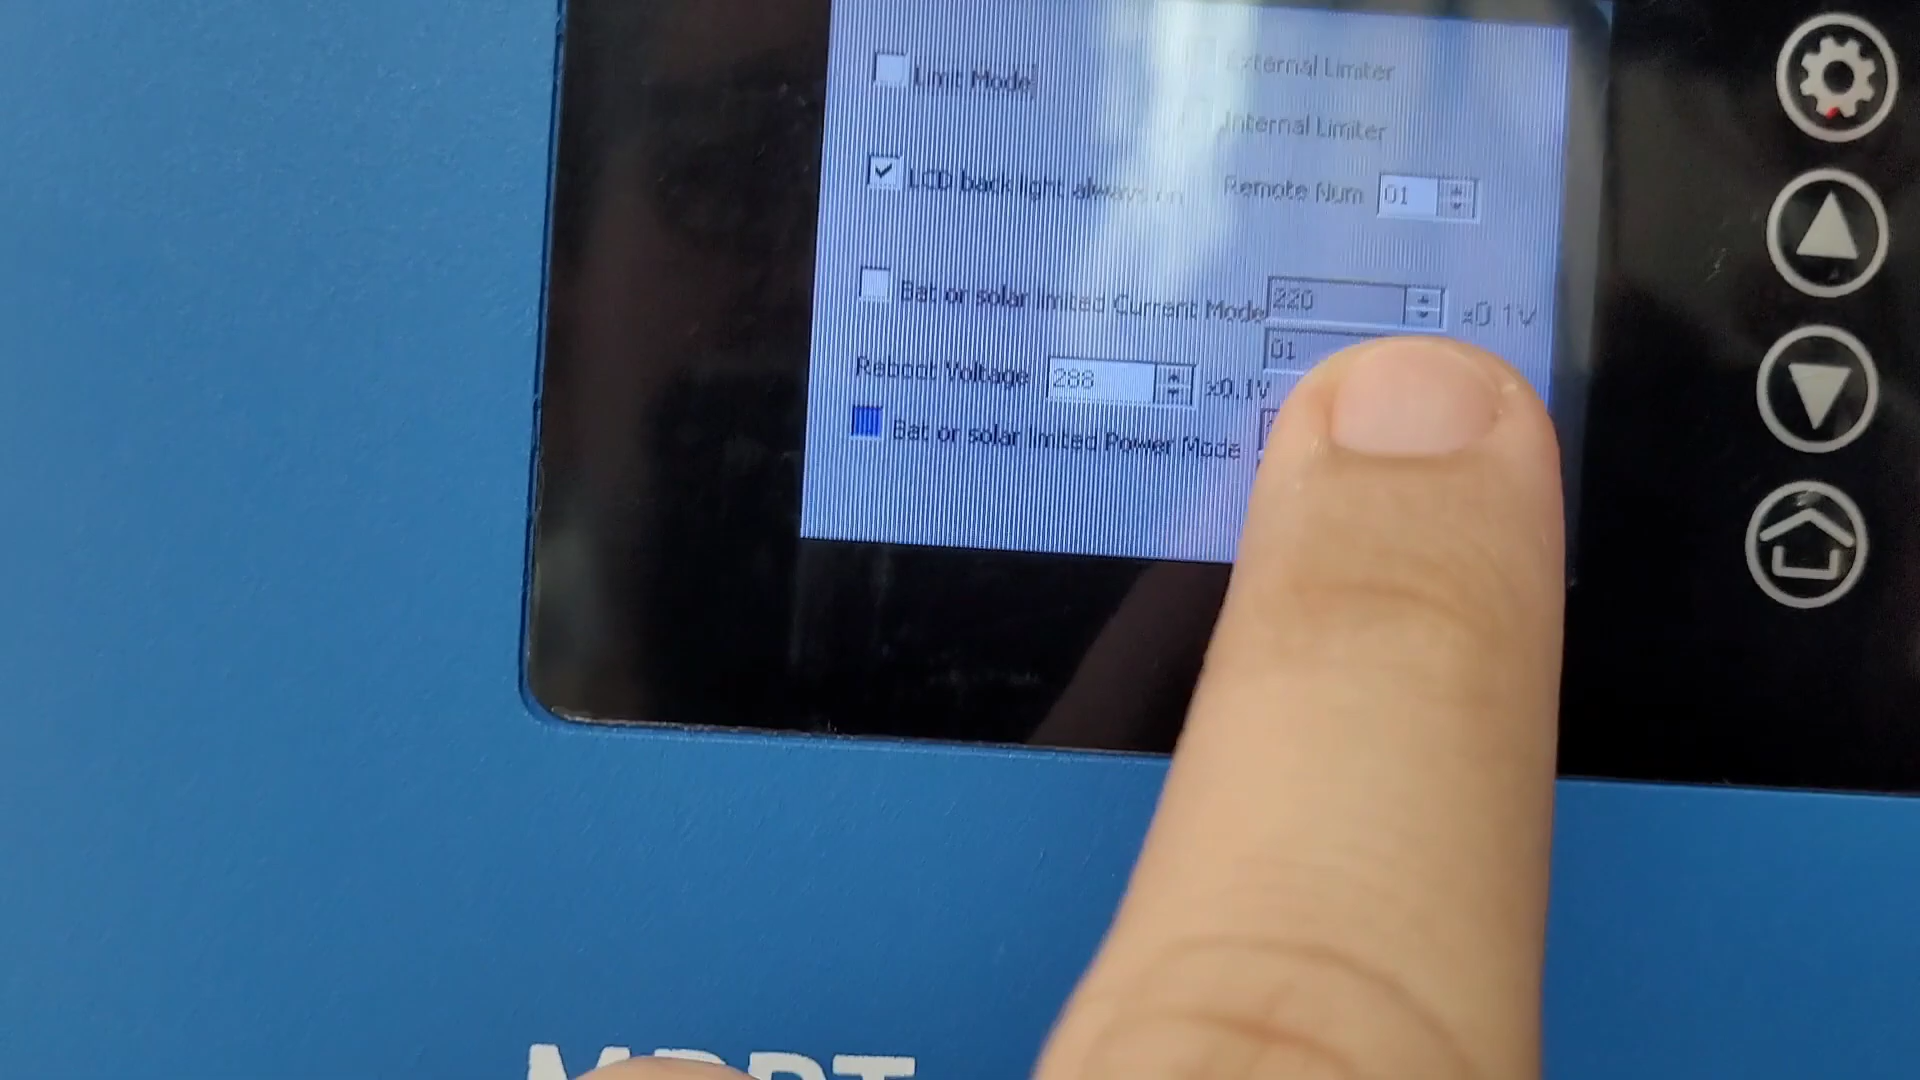 Limit Mode
External Limiter
Internal Limiter
LCD back light always on
Remote Num 01
Bat or solar limited Current Mode 220 x0.1V
01
Reboot Voltage 288 x0.1V
Bat or solar limited Power Mode
MPPT